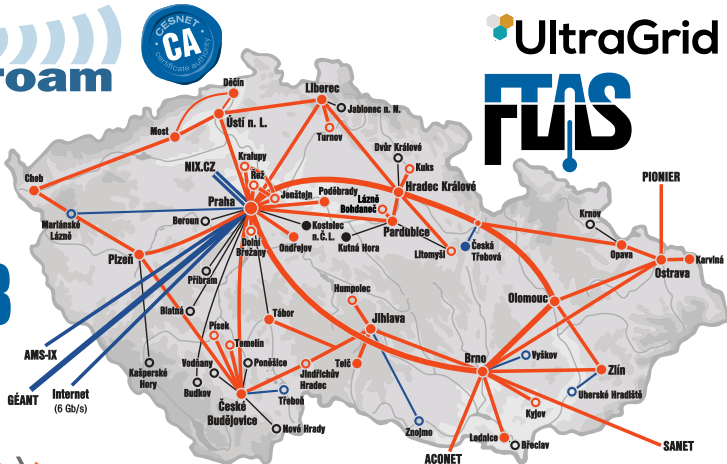 CESNET
CA
certificate authority
roam
UltraGrid
FTAS
Děčín
Liberec
Jablonec n. N.
Ústí n. L.
Most
Turnov
Dvůr Králové
Kralupy
Kuks
NIX.CZ
Řež
PIONIER
Cheb
Jenštejn
Poděbrady
Hradec Králové
Praha
Lázně
Bohdaneč
Krnov
Mariánské
Lázně
Beroun
Kostelec
n. Č. L.
Pardubice
Dolní
Břežany
Ondřejov
Kutná Hora
Litomyšl
Česká
Třebová
Opava
Karviná
Plzeň
Ostrava
Příbram
Humpolec
Olomouc
Blatná
Tábor
Jihlava
Písek
Temelín
AMS-IX
Vodňany
Poněšice
Telč
Brno
Vyškov
Zlín
Kašperské
Hory
Jindřichův
Hradec
GÉANT
Internet
(6 Gb/s)
Budkov
Třeboň
Uherské Hradiště
České
Budějovice
Kyjov
Nové Hrady
Znojmo
Lednice
Břeclav
SANET
ACONET